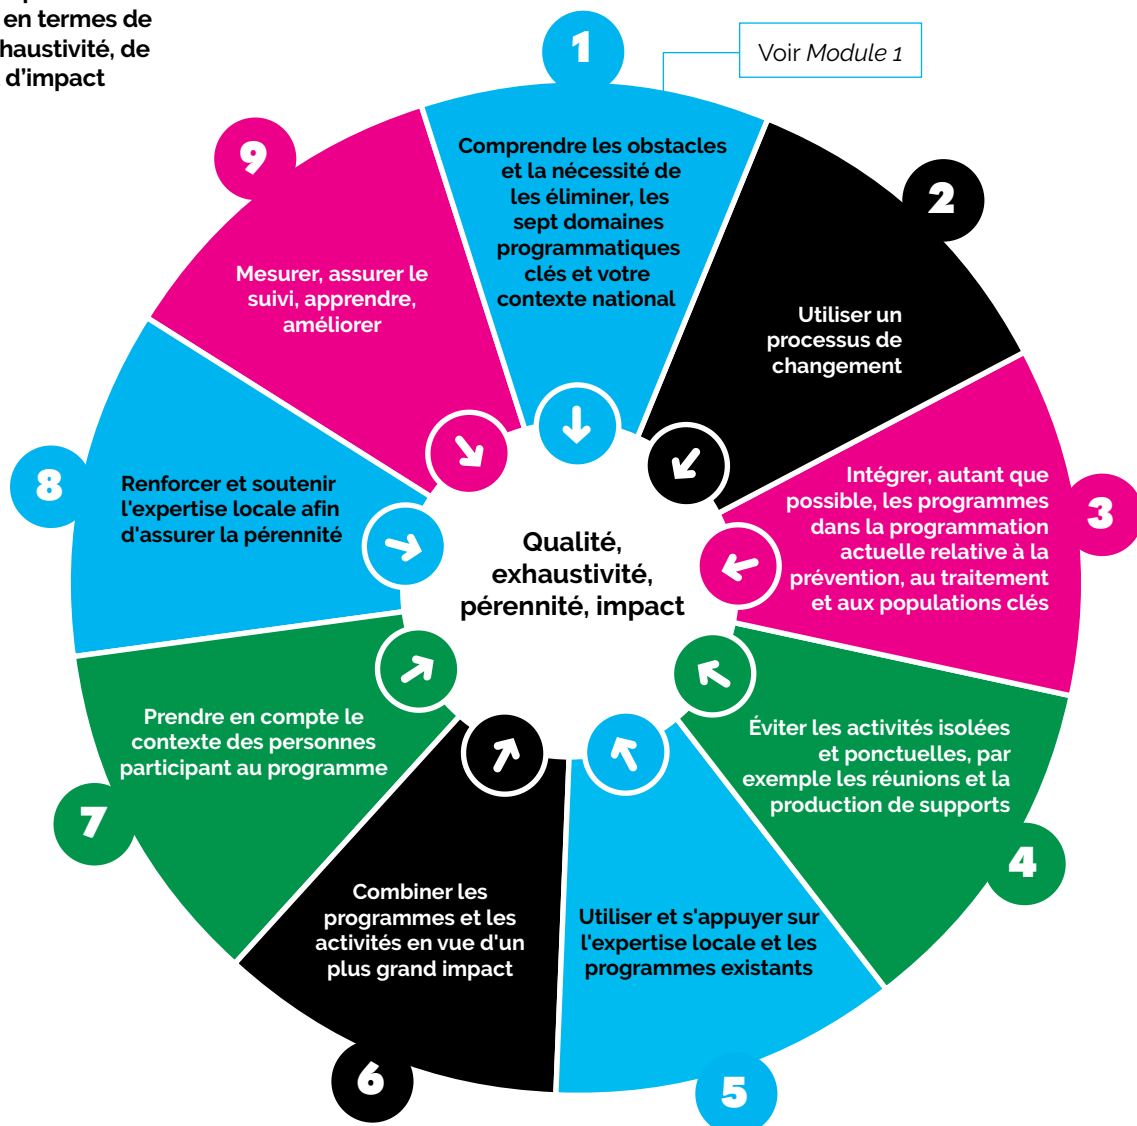 en termes de
haustivité, de
d'impact
1
Voir Module 1
Comprendre les obstacles
et la nécessité de
les éliminer, les
sept domaines
programmatiques
clés et votre
contexte national
2
Utiliser un
processus de
changement
3
Intégrer, autant que
possible, les programmes
dans la programmation
actuelle relative à la
prévention, au traitement
et aux populations clés
4
Éviter les activités isolées
et ponctuelles, par
exemple les réunions et la
production de supports
5
Utiliser et s'appuyer sur
l'expertise locale et les
programmes existants
6
Combiner les
programmes et les
activités en vue d'un
plus grand impact
7
Prendre en compte le
contexte des personnes
participant au programme
8
Renforcer et soutenir
l'expertise locale afin
d'assurer la pérennité
9
Mesurer, assurer le
suivi, apprendre,
améliorer
Qualité,
exhaustivité,
pérennité, impact